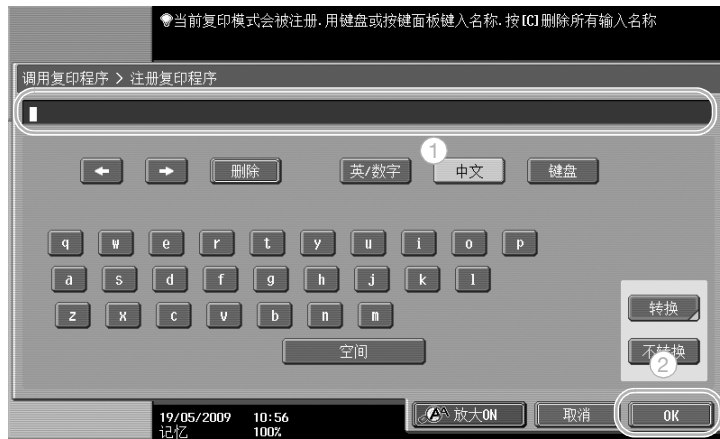 当前复印模式会被注册.用键盘或按键面板键入名称.按[C]删除所有输入名称
调用复印程序 > 注册复印程序
← → 删除 英/数字 1 中文 键盘
q w e r t y u i o p
a s d f g h j k l
z x c v b n m
转换
空间
不转换
2
放大ON 取消 OK
19/05/2009 10:56
记忆 100%